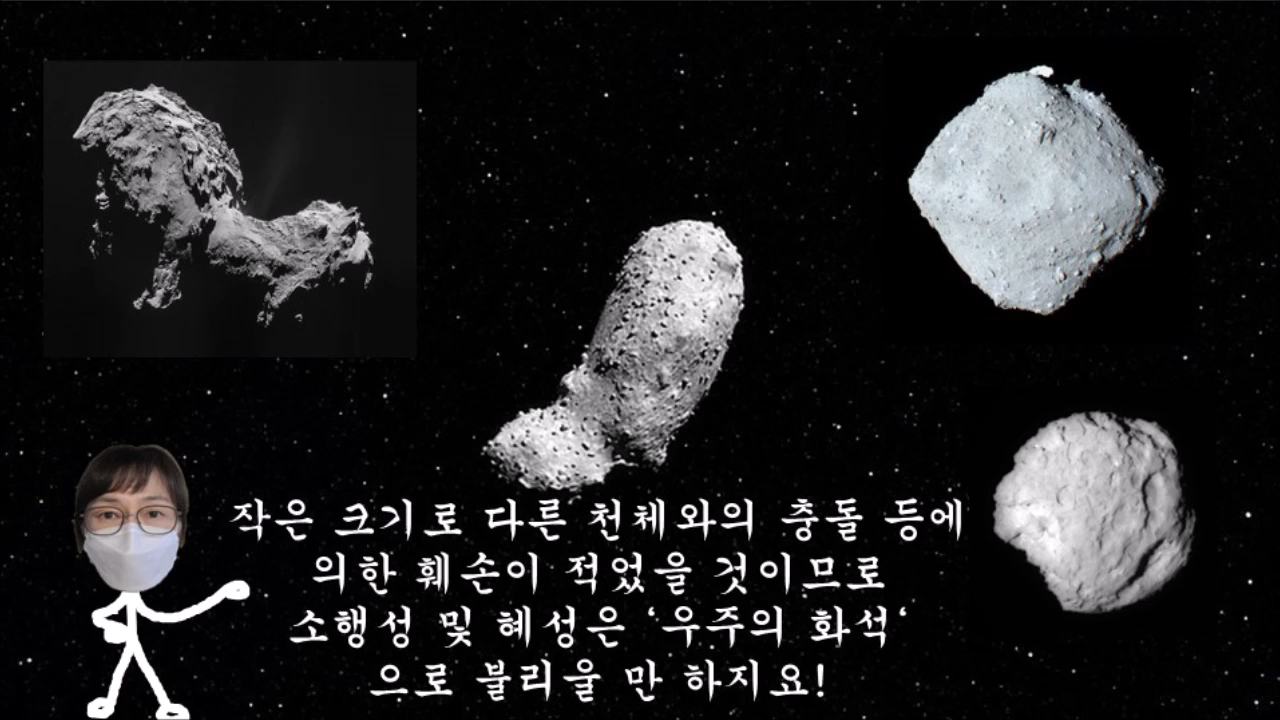 작은 크기로 다른 천체와의 충돌 등에
의한 훼손이 적었을 것이므로
소행성 및 혜성은 ‘우주의 화석‘
으로 불리울 만 하지요!